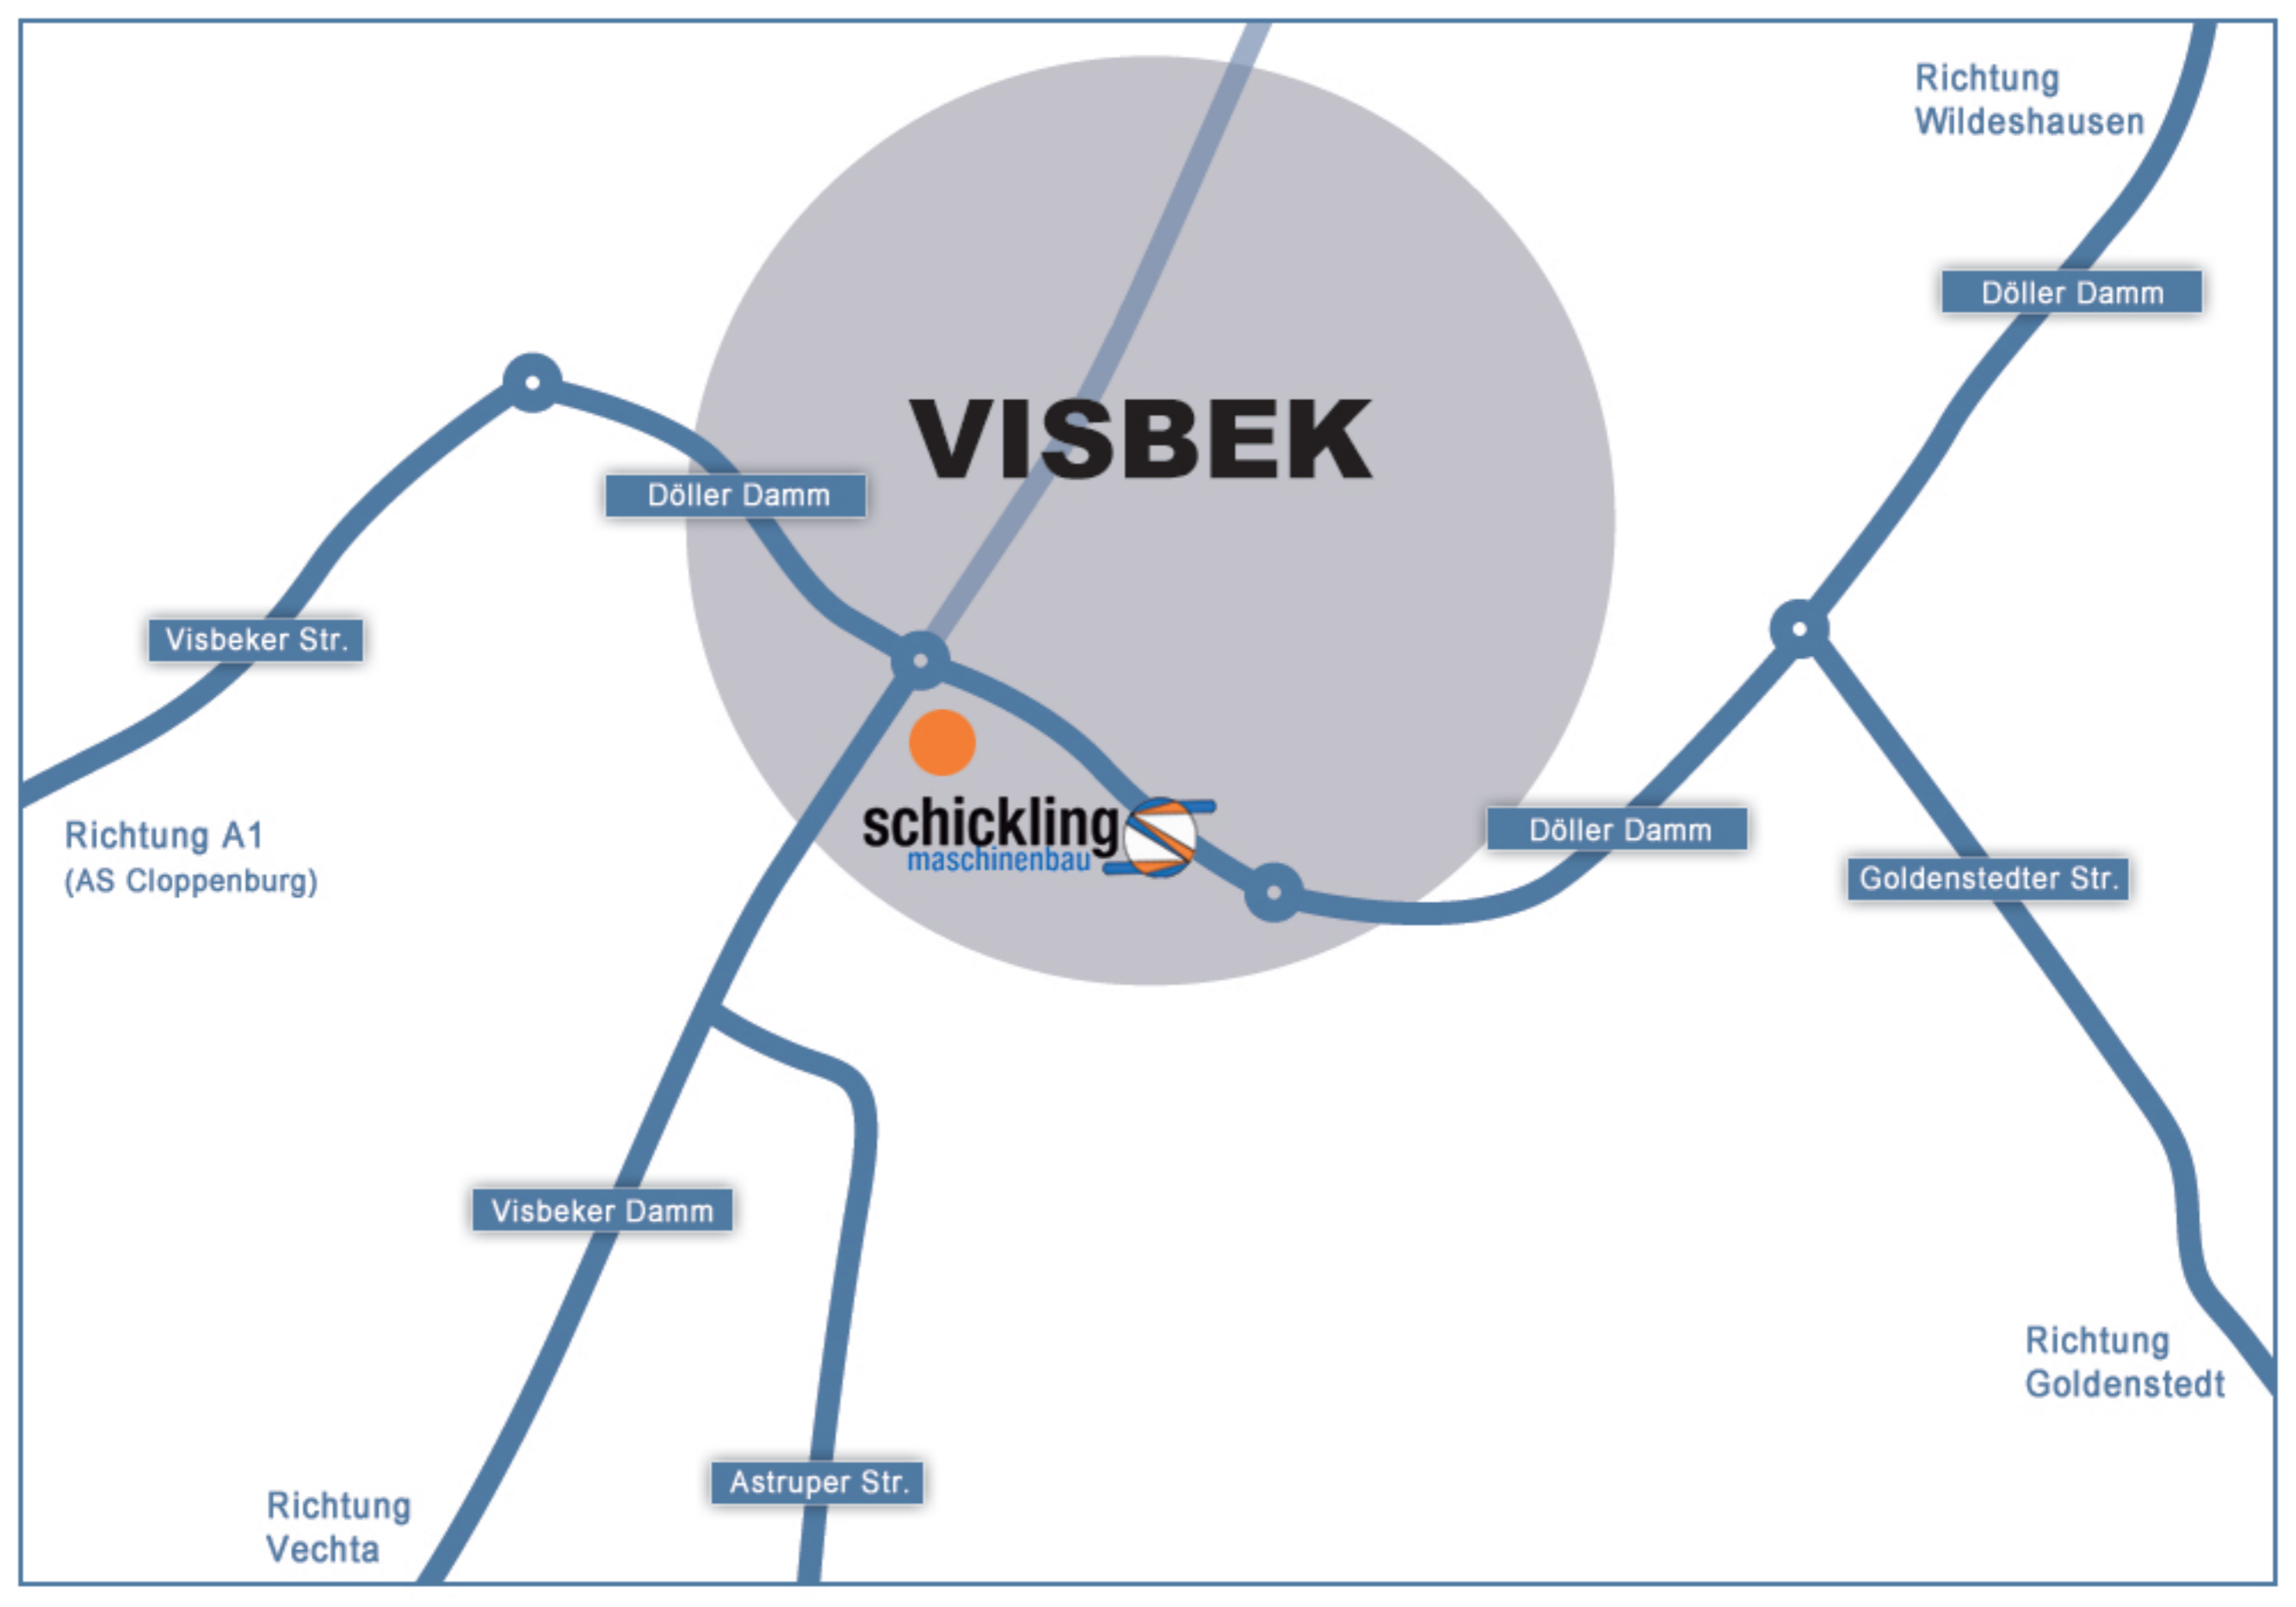 Richtung
Wildeshausen
Döller Damm
VISBEK
Döller Damm
Visbeker Str.
Richtung A1
(AS Cloppenburg)
schickling
maschinenbau
Döller Damm
Goldenstedter Str.
Visbeker Damm
Richtung
Goldenstedt
Astruper Str.
Richtung
Vechta